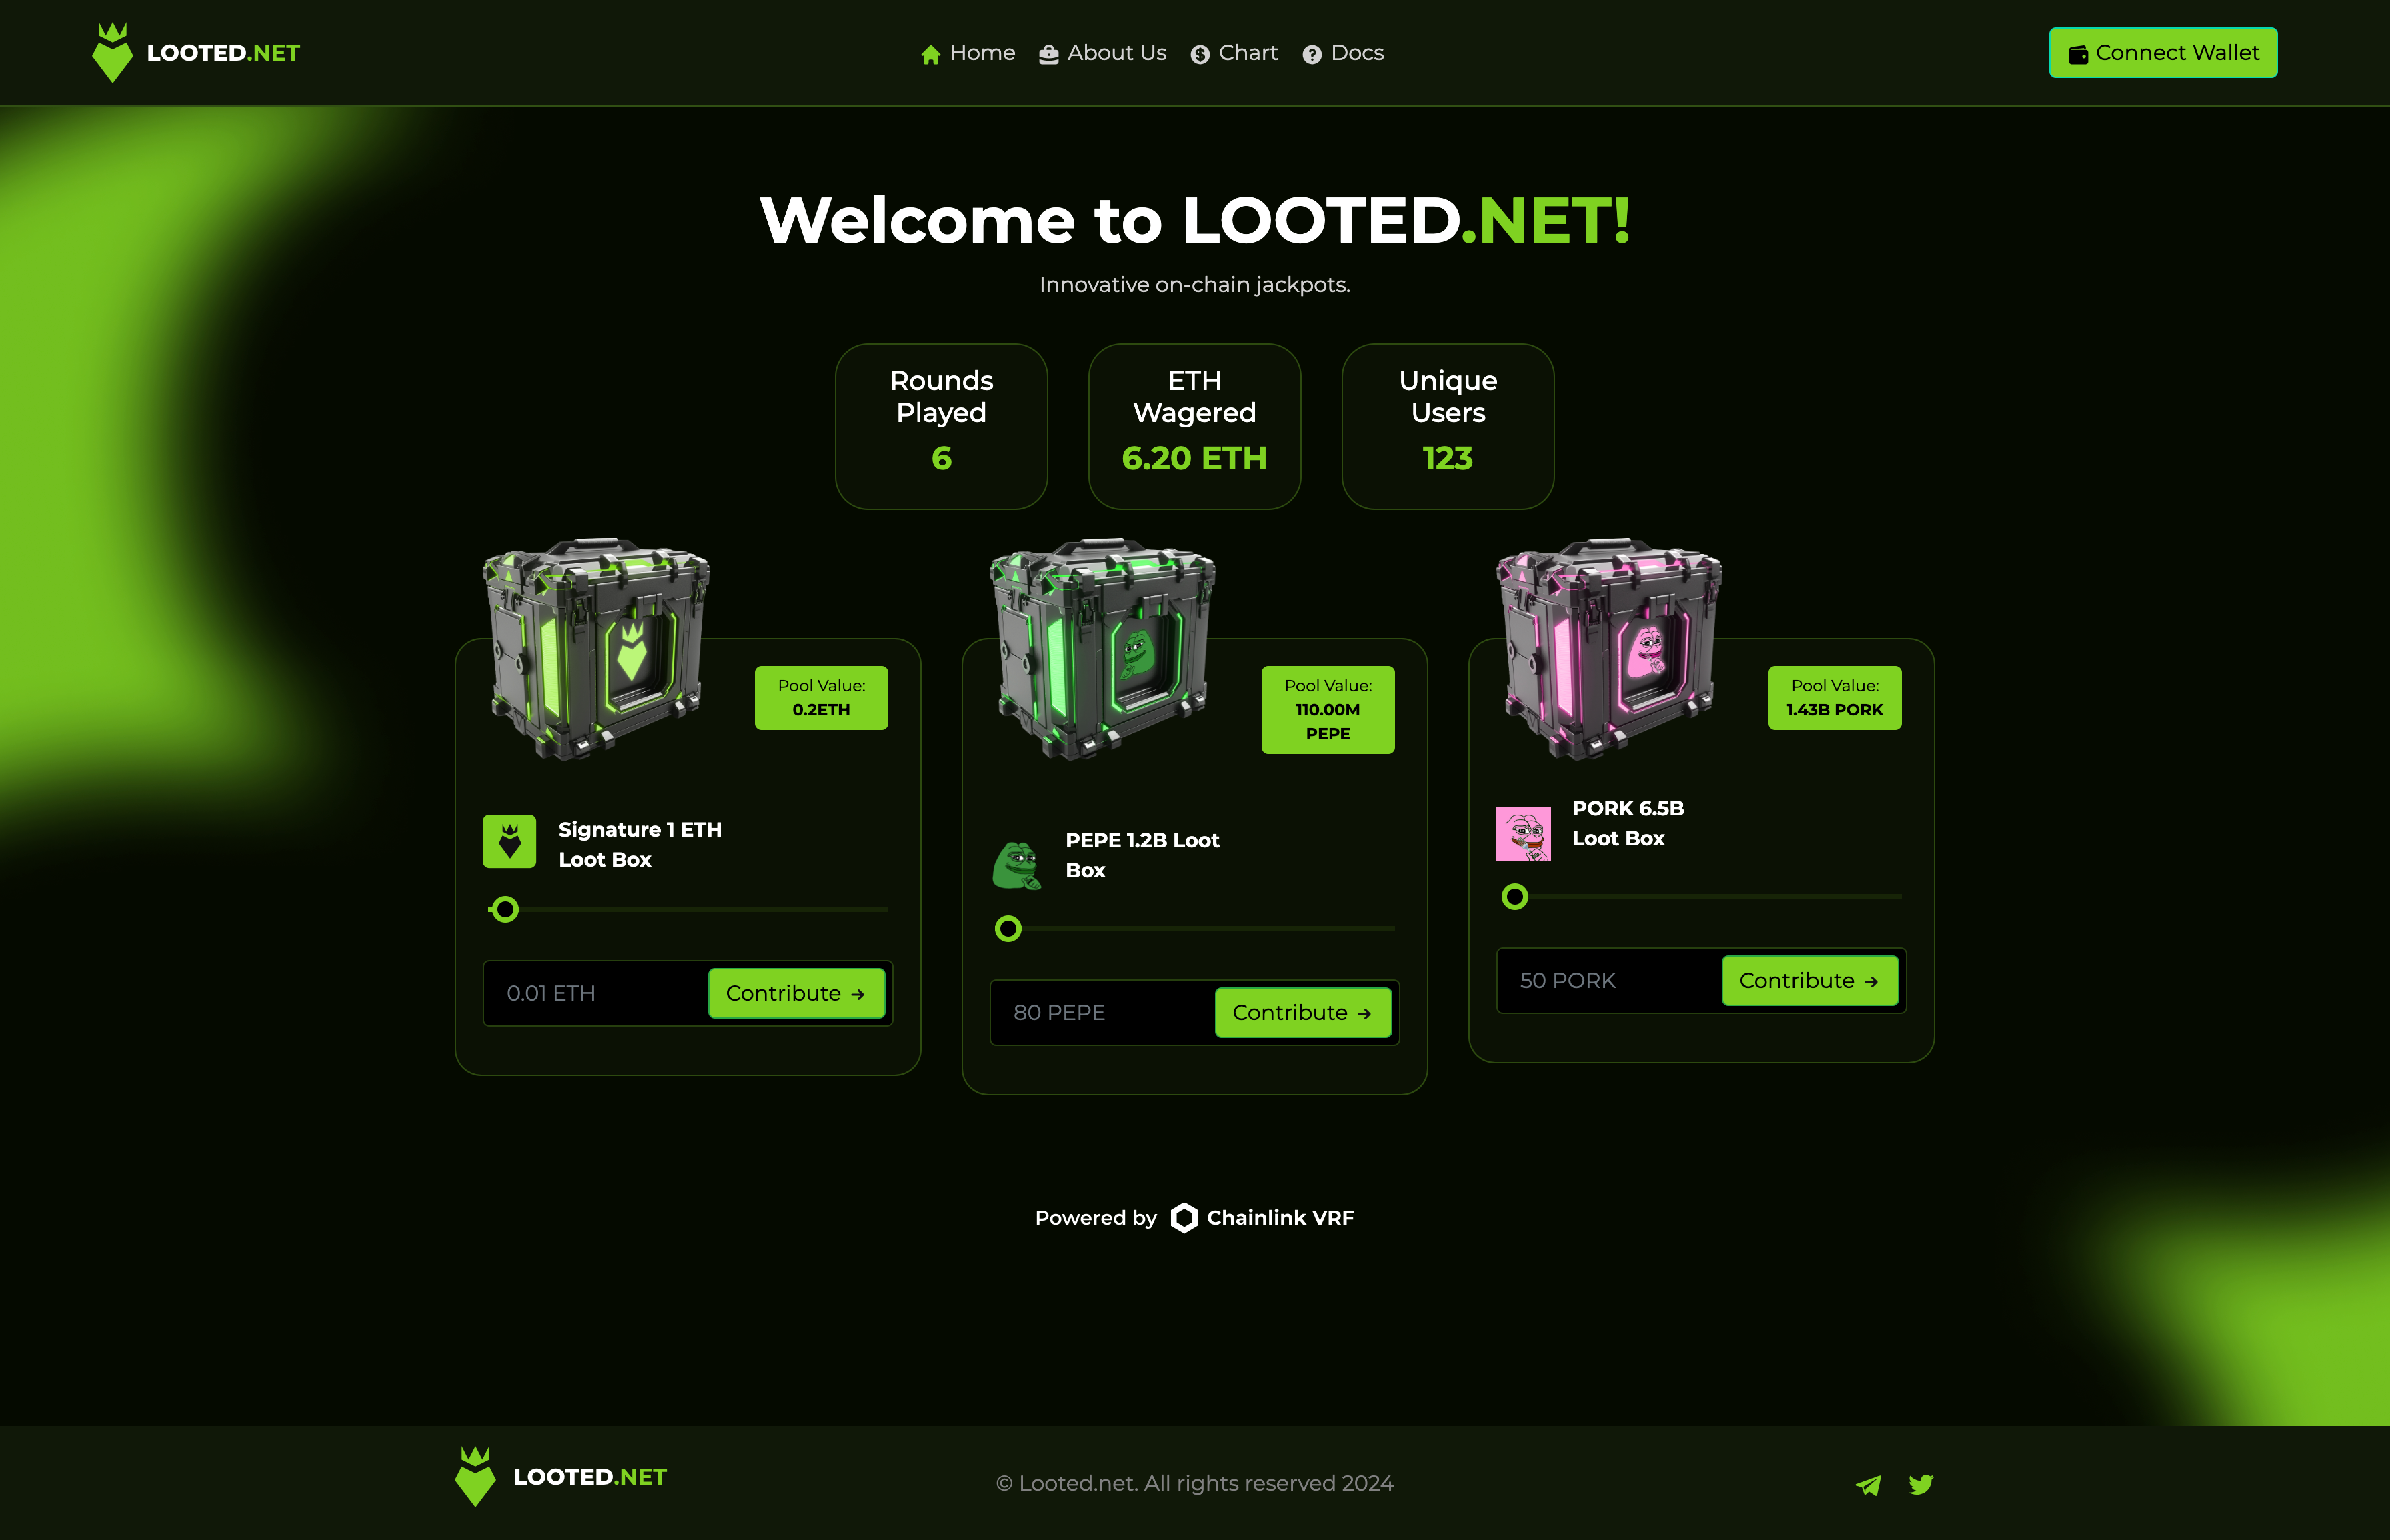 LOOTED.NET
Home
About Us
Chart
Docs
Connect Wallet
Welcome to LOOTED.NET!
Innovative on-chain jackpots.
Rounds
Played
6
ETH
Wagered
6.20 ETH
Unique
Users
123
Pool Value:
0.2ETH
Signature 1 ETH
Loot Box
0.01 ETH
Contribute →
Pool Value:
110.00M
PEPE
PEPE 1.2B Loot
Box
80 PEPE
Contribute →
Pool Value:
1.43B PORK
PORK 6.5B
Loot Box
50 PORK
Contribute →
Powered by Chainlink VRF
LOOTED.NET
© Looted.net. All rights reserved 2024